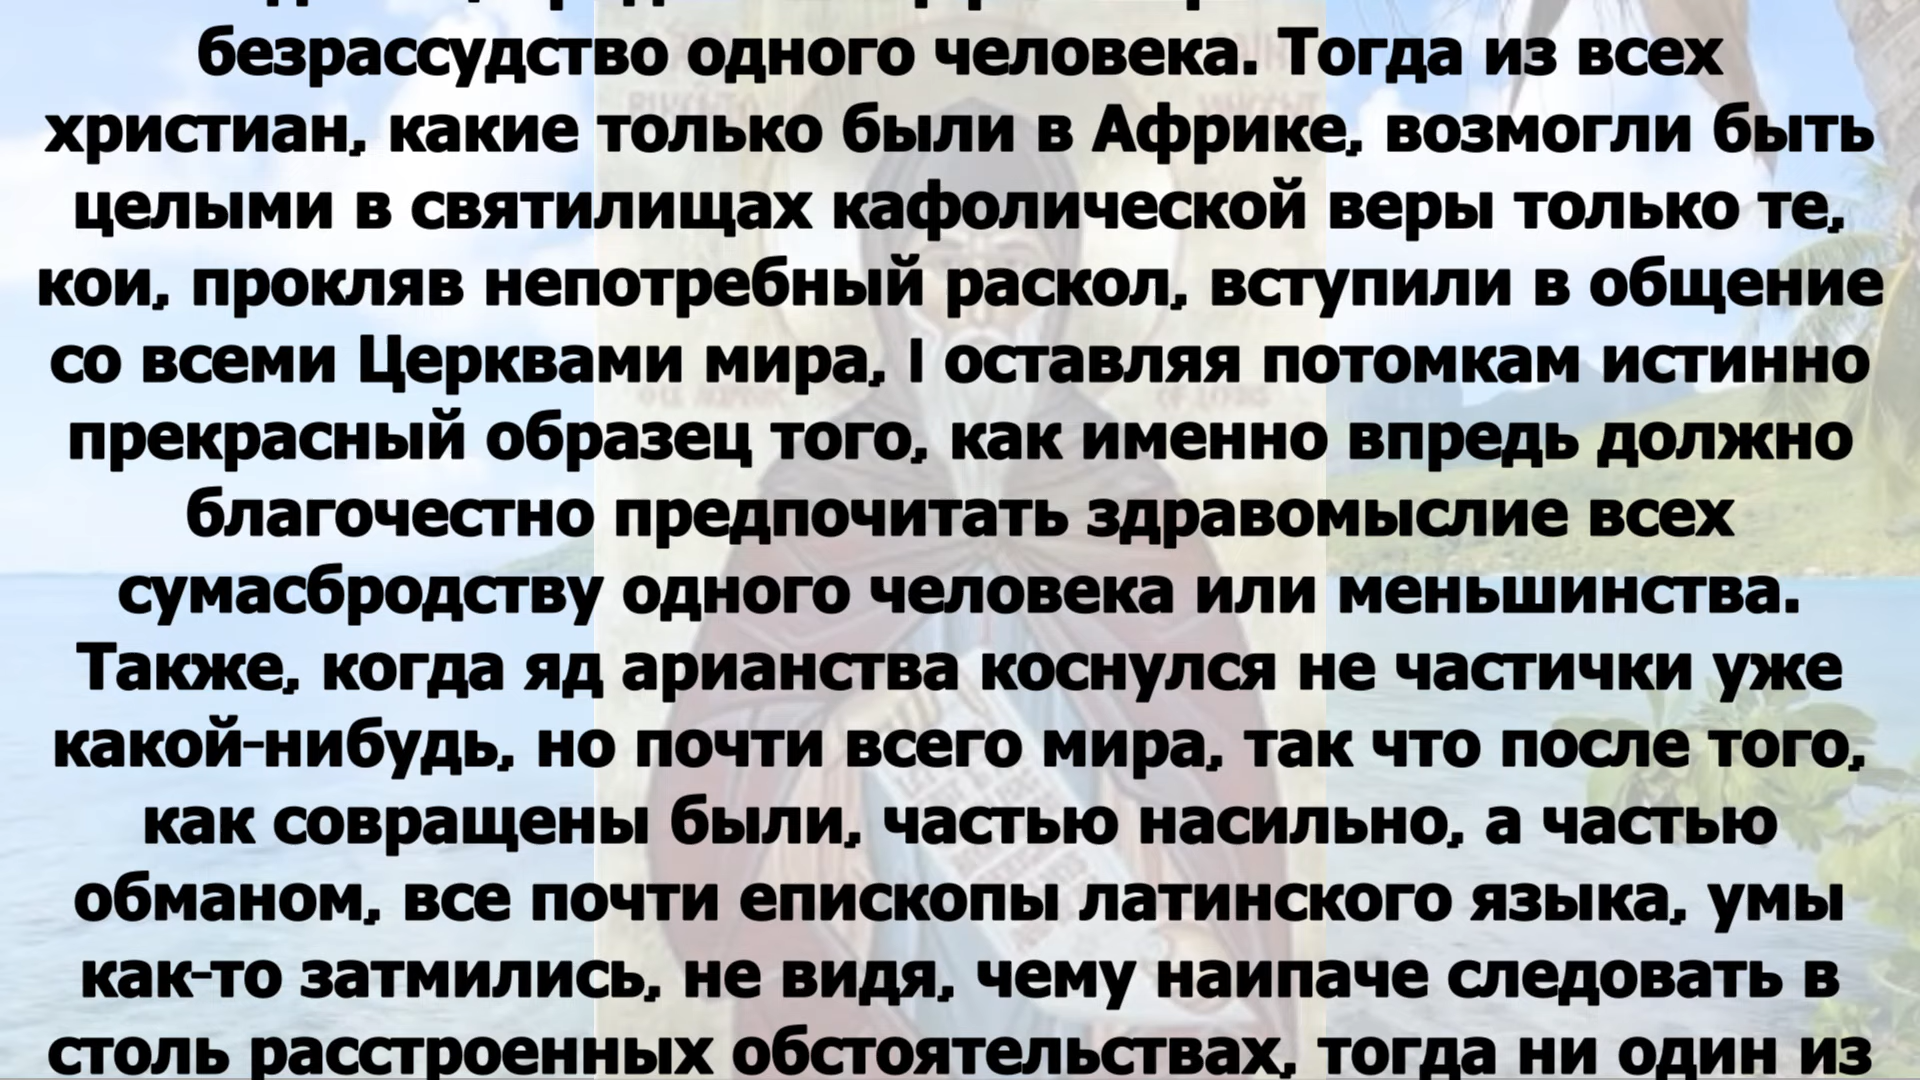 безрассудство одного человека. Тогда из всех
христиан, какие только были в Африке, возмогли быть
целыми в святилищах кафолической веры только те,
кои, прокляв непотребный раскол, вступили в общение
со всеми Церквами мира, I оставляя потомкам истинно
прекрасный образец того, как именно впредь должно
благочестно предпочитать здравомыслие всех
сумасбродству одного человека или меньшинства.
Также, когда яд арианства коснулся не частички уже
какой-нибудь, но почти всего мира, так что после того,
как совращены были, частью насильно, а частью
обманом, все почти епископы латинского языка, умы
как-то затмились, не видя, чему наипаче следовать в
столь расстроенных обстоятельствах, тогда ни один из